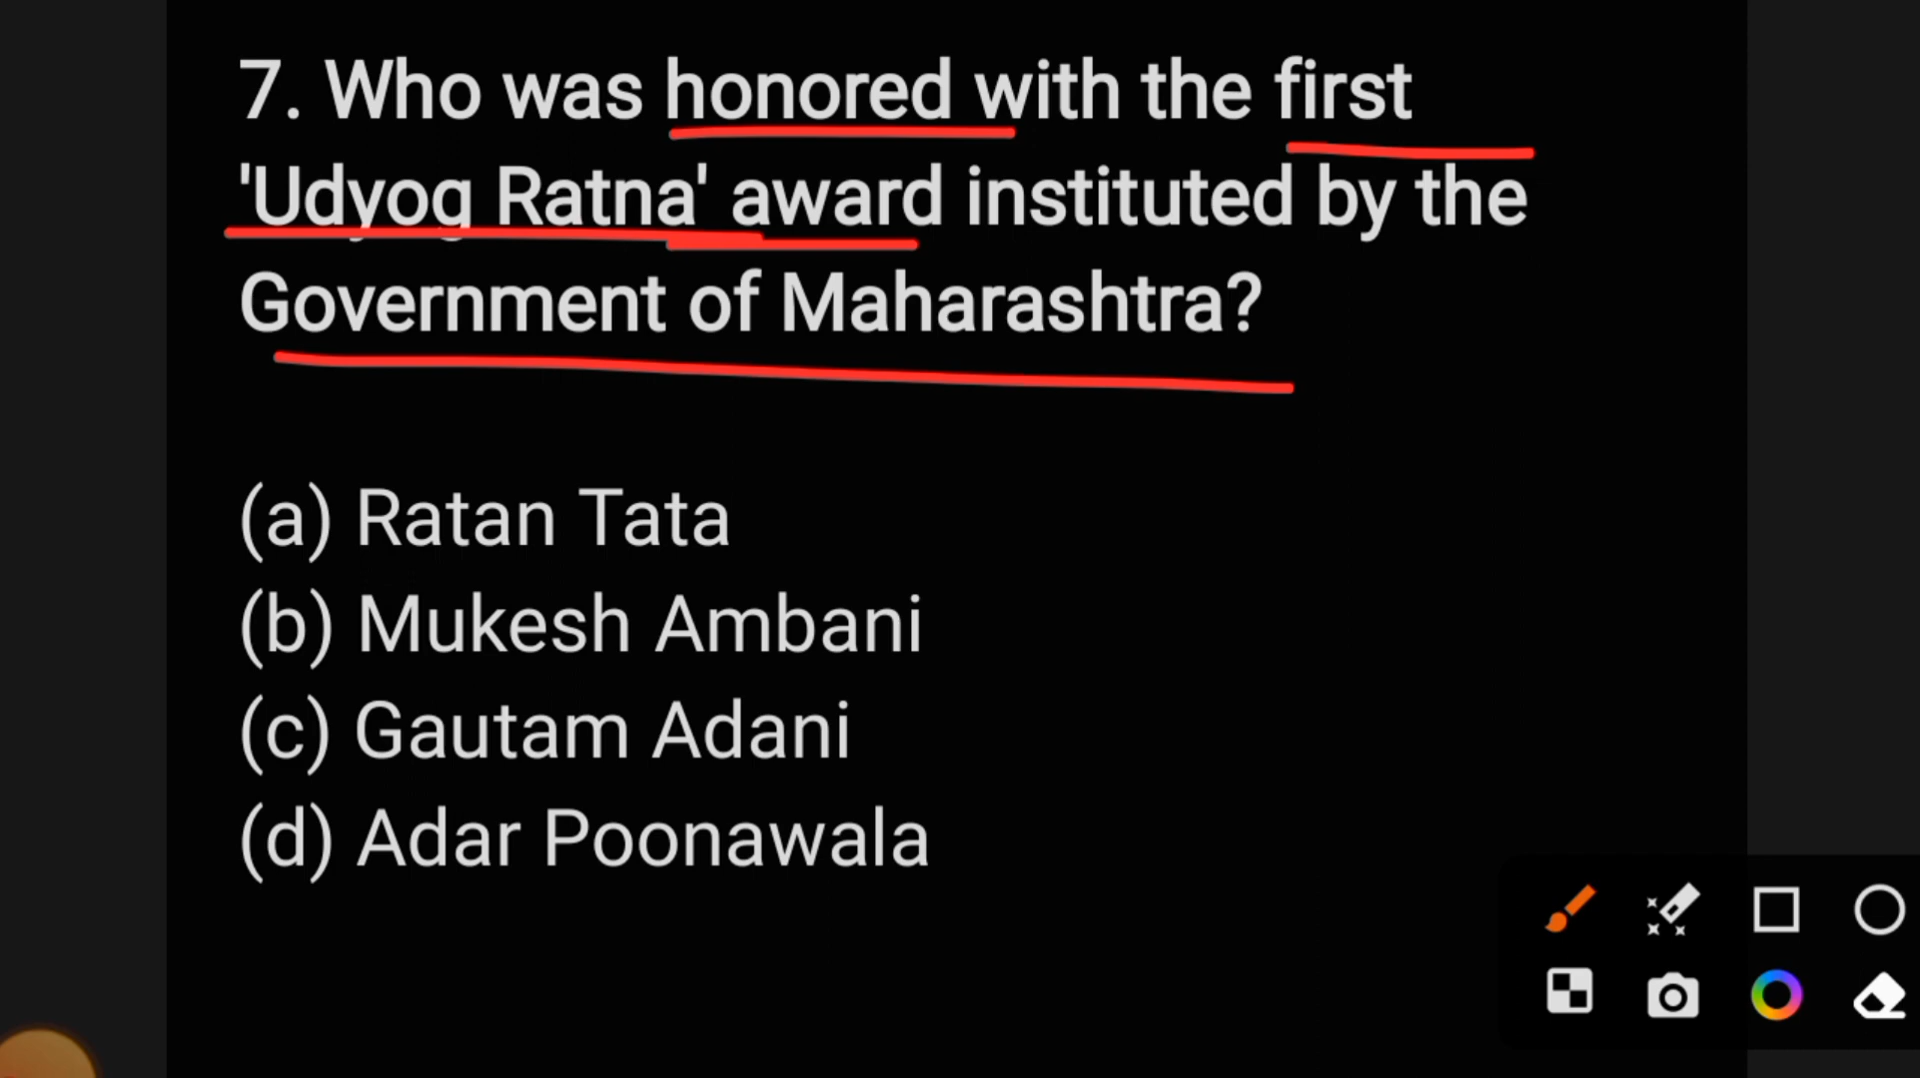 7. Who was honored with the first
'Udyog Ratna' award instituted by the
Government of Maharashtra?
(a) Ratan Tata
(b) Mukesh Ambani
(c) Gautam Adani
(d) Adar Poonawala